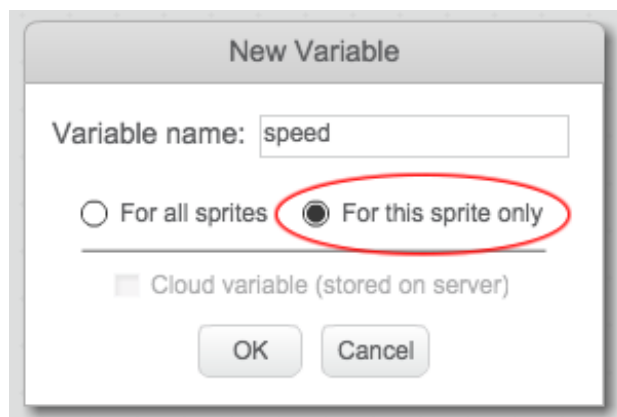 New Variable
Variable name: speed
For all sprites For this sprite only
Cloud variable (stored on server)
OK Cancel